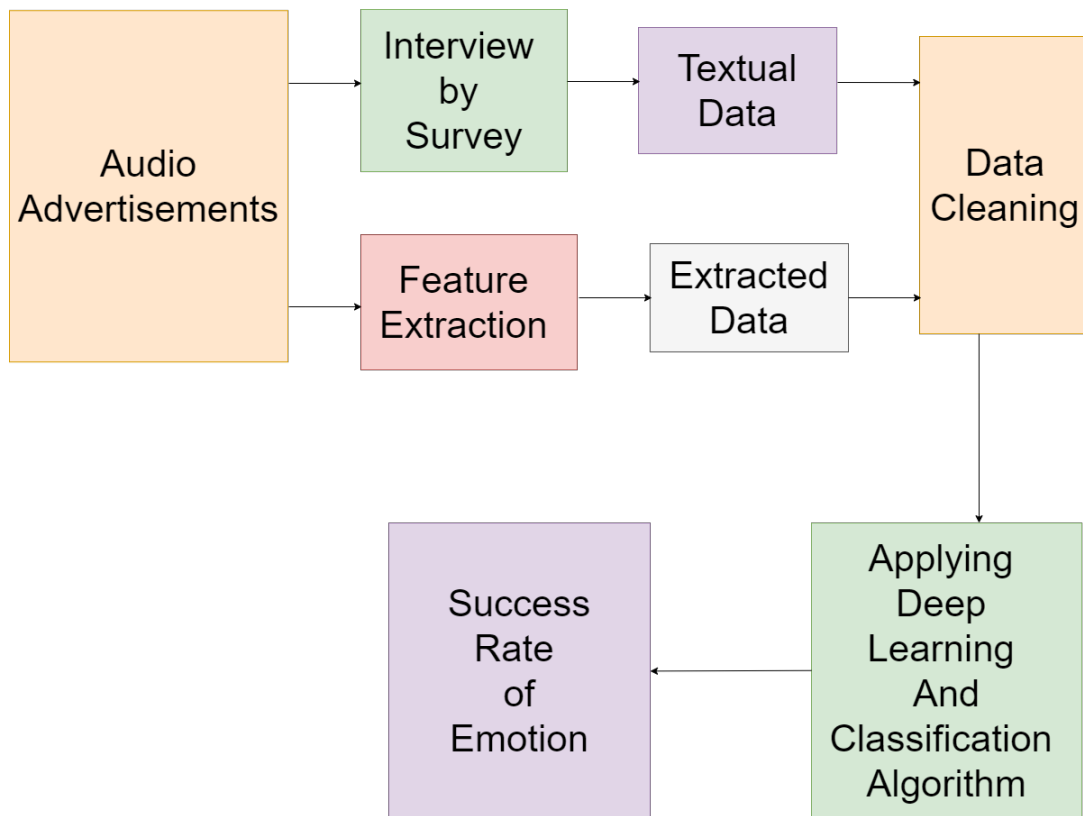 Audio
Advertisements
Interview
by
Survey
Textual
Data
Data
Cleaning
Feature
Extraction
Extracted
Data
Applying
Deep
Learning
And
Classification
Algorithm
Success
Rate
of
Emotion